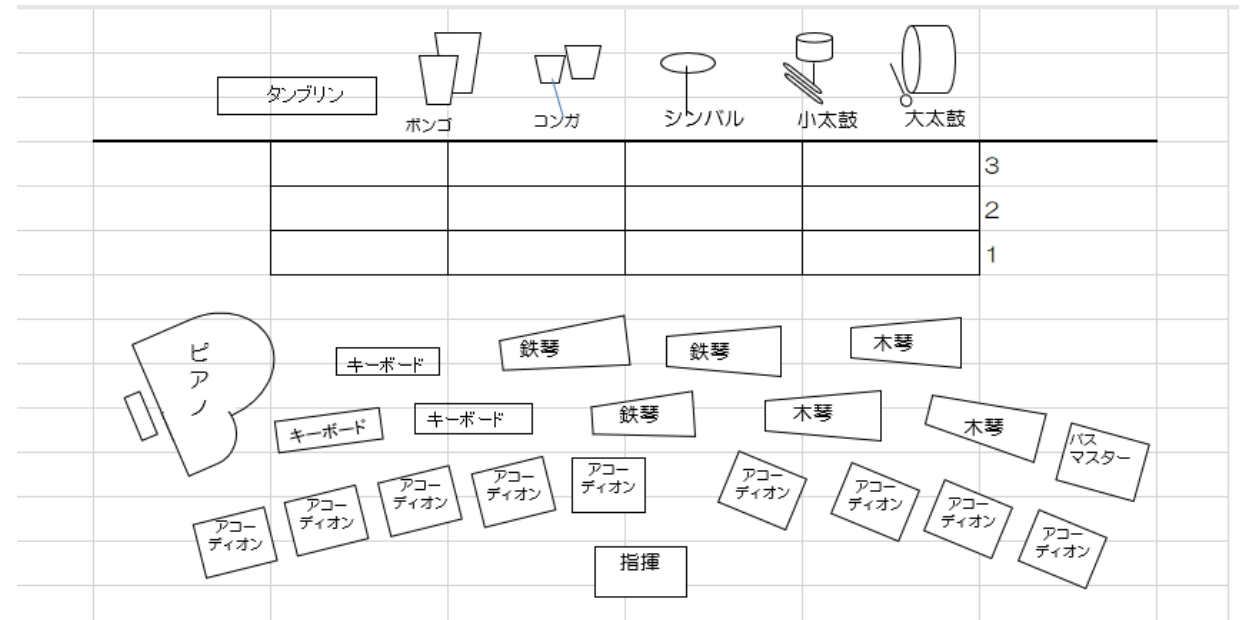 タンブリン
ボンゴ
コンガ
シンバル
小太鼓
大太鼓
3
2
1
ピアノ
キーボード
鉄琴
鉄琴
木琴
キーボード
キーボード
鉄琴
木琴
木琴
バス
マスター
アコー
ディオン
アコー
ディオン
アコー
ディオン
アコー
ディオン
アコー
ディオン
アコー
ディオン
アコー
ディオン
アコー
ディオン
アコー
ディオン
指揮